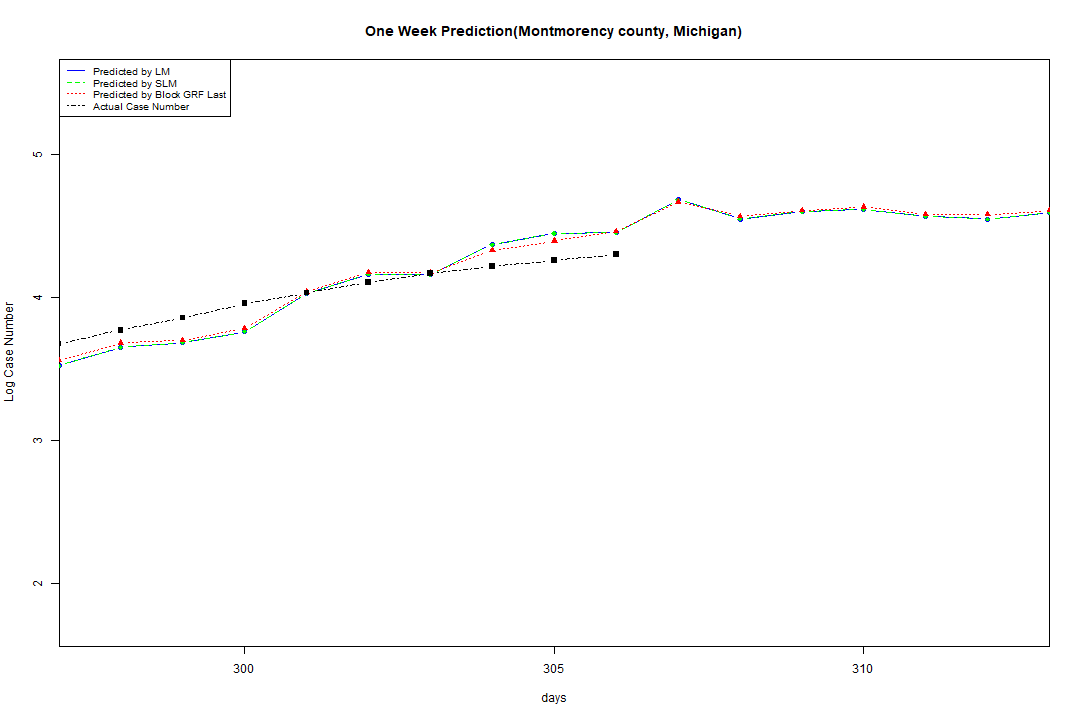 One Week Prediction(Montmorency county, Michigan)
Predicted by LM
Predicted by SLM
Predicted by Block GRF Last
Actual Case Number
5
4
3
2
Log Case Number
300 305 310
days